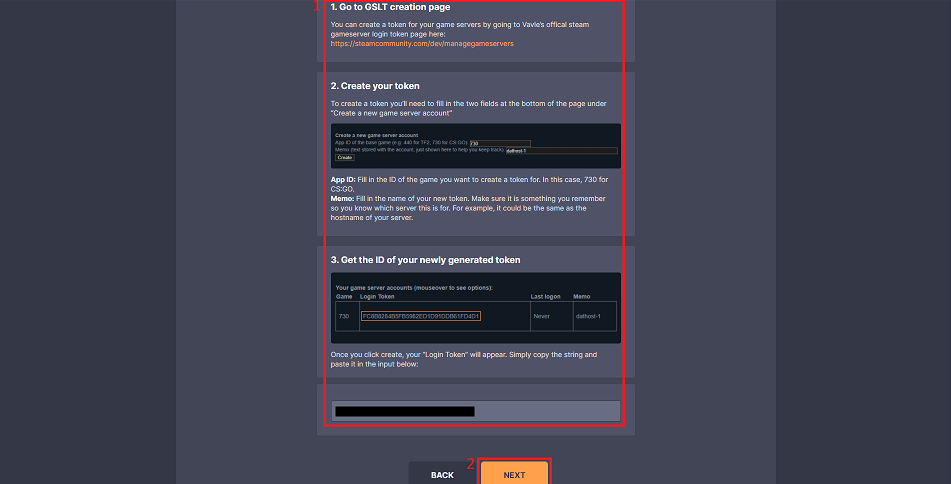 1
1. Go to GSLT creation page
You can create a token for your game servers by going to Vavle's offical steam
gameserver login token page here:
https://steamcommunity.com/dev/managegameservers
2. Create your token
To create a token you'll need to fill in the two fields at the bottom of the page under
"Create a new game server account"
Create a new game server account
App ID of the base game (e.g. 440 for TF2, 730 for CS:GO) 730
Memo (text stored with the account, just shown here to help you keep track) dathost-1
Create
App ID: Fill in the ID of the game you want to create a token for. In this case, 730 for
CS:GO.
Memo: Fill in the name of your new token. Make sure it is something you remember
so you know which server this is for. For example, it could be the same as the
hostname of your server.
3. Get the ID of your newly generated token
Your game server accounts (mouseover to see options):
Game Login Token Last logon Memo
730 Never dathost-1
Once you click create, your "Login Token" will appear. Simply copy the string and
paste it in the input below:
2
BACK NEXT